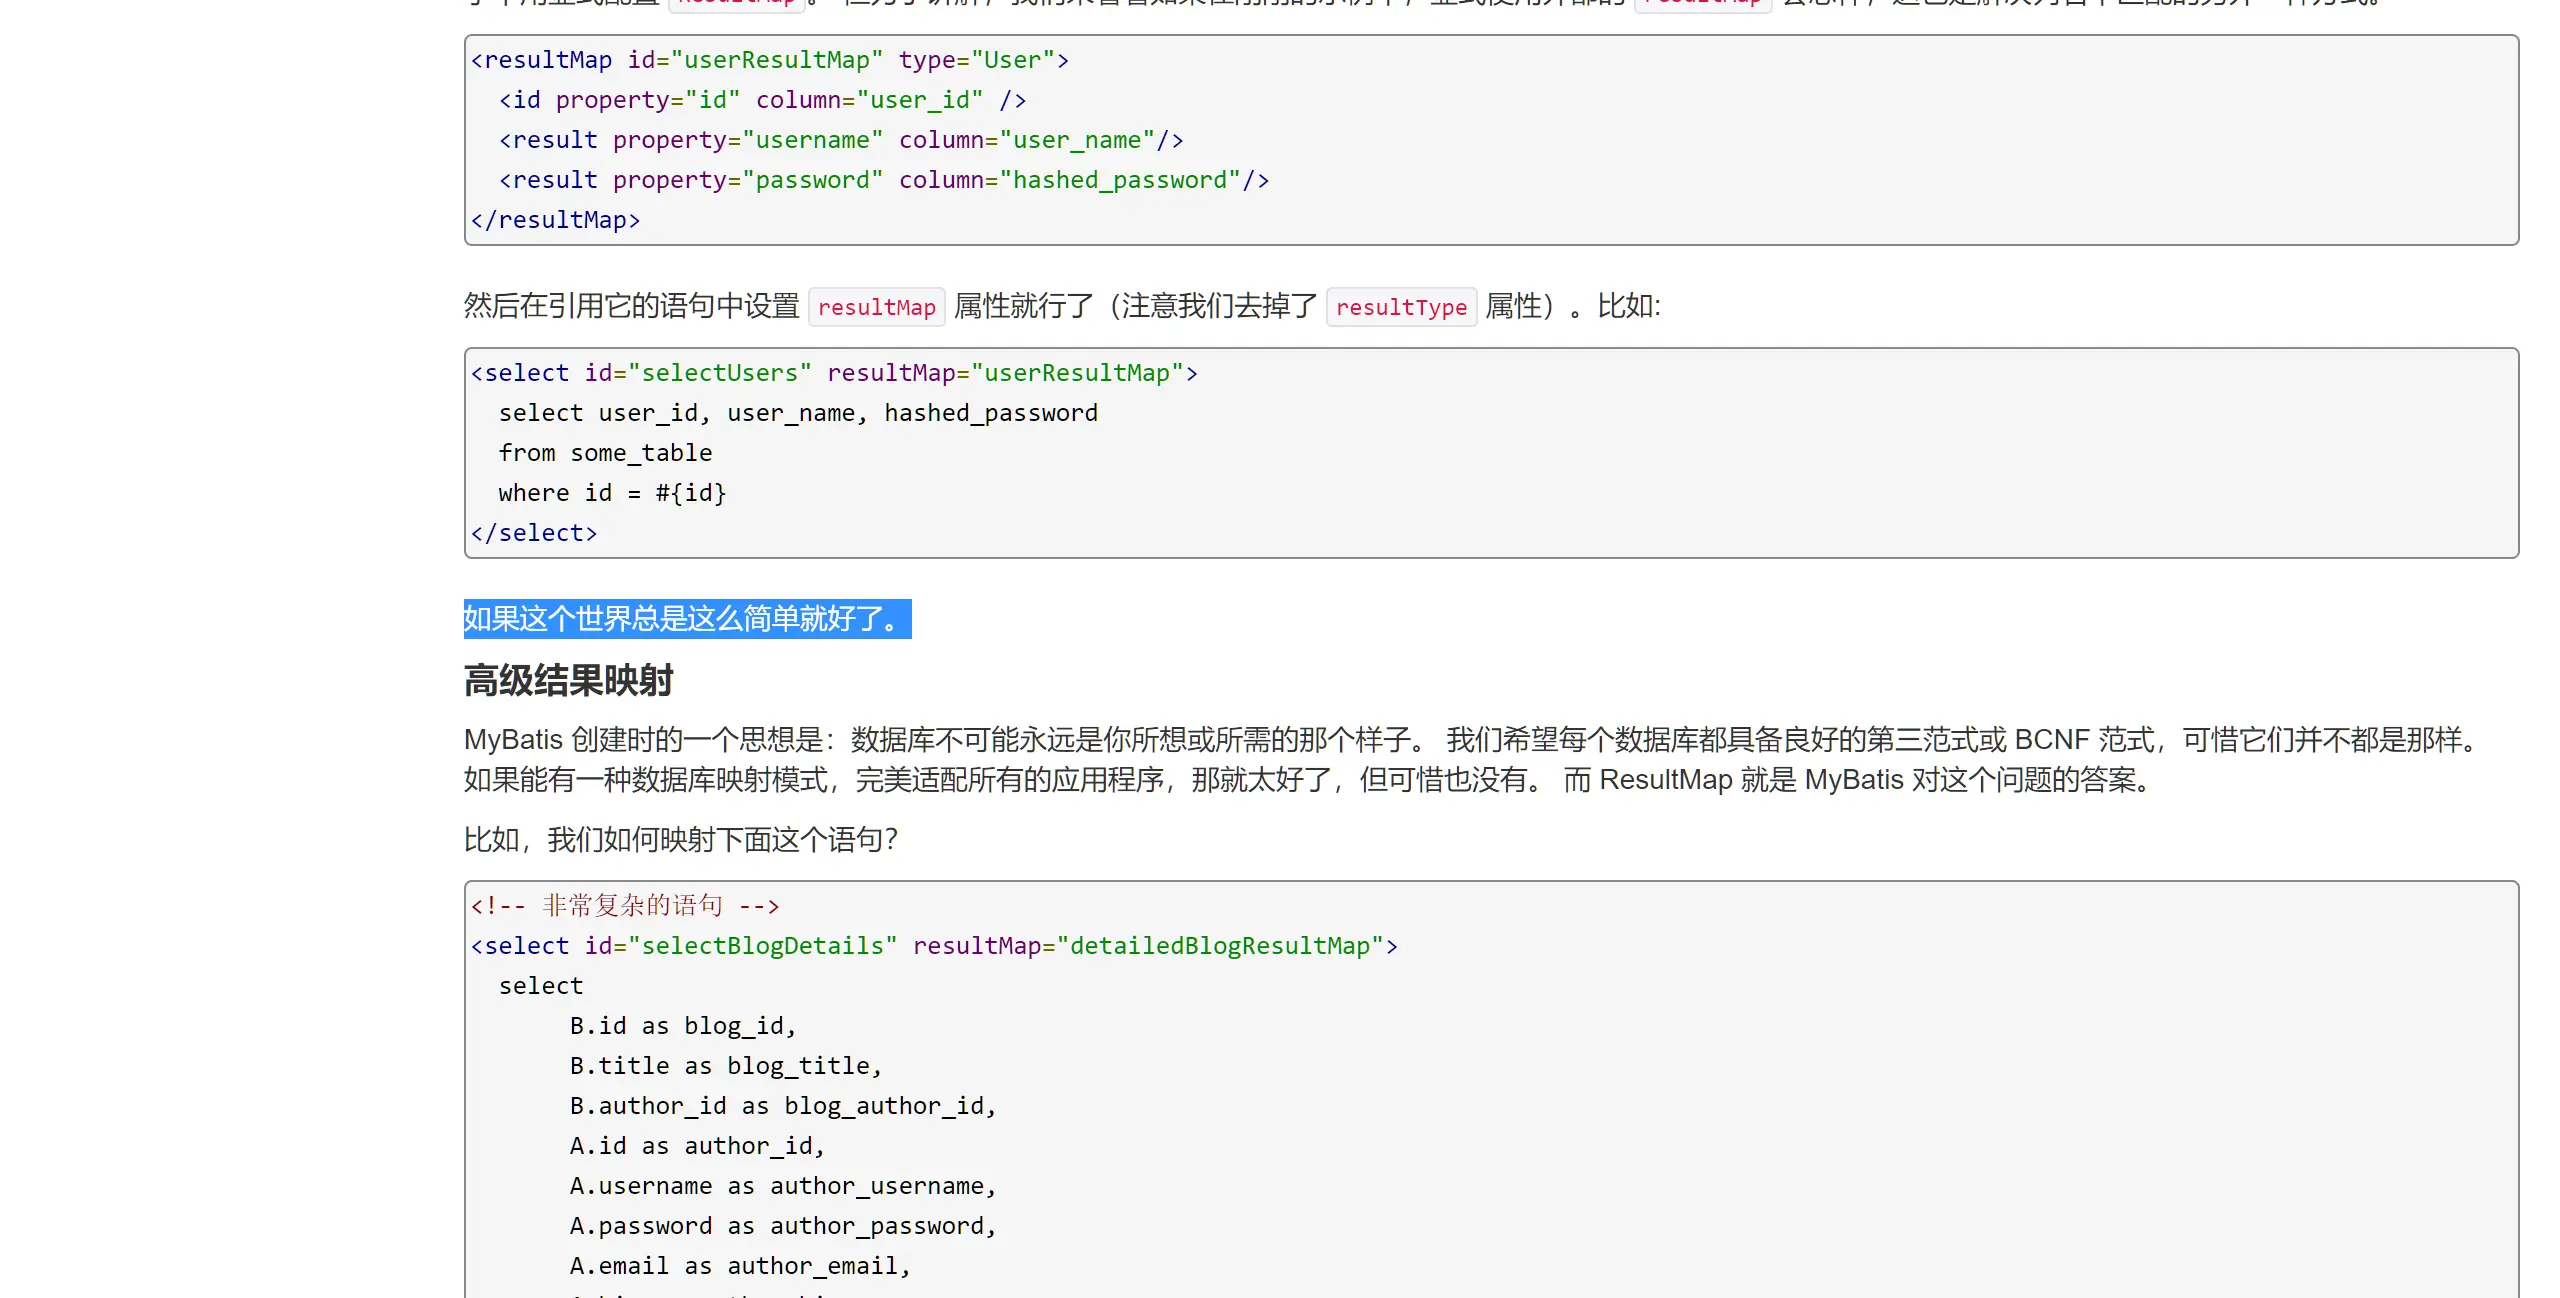 <resultMap id="userResultMap" type="User">
  <id property="id" column="user_id" />
  <result property="username" column="user_name"/>
  <result property="password" column="hashed_password"/>
</resultMap>
然后在引用它的语句中设置 resultMap 属性就行了（注意我们去掉了 resultType 属性）。比如:
<select id="selectUsers" resultMap="userResultMap">
  select user_id, user_name, hashed_password
  from some_table
  where id = #{id}
</select>
如果这个世界总是这么简单就好了。
高级结果映射
MyBatis 创建时的一个思想是：数据库不可能永远是你所想或所需的那个样子。 我们希望每个数据库都具备良好的第三范式或 BCNF 范式，可惜它们并不都是那样。
如果能有一种数据库映射模式，完美适配所有的应用程序，那就太好了，但可惜也没有。 而 ResultMap 就是 MyBatis 对这个问题的答案。
比如，我们如何映射下面这个语句？
<!-- 非常复杂的语句 -->
<select id="selectBlogDetails" resultMap="detailedBlogResultMap">
  select
       B.id as blog_id,
       B.title as blog_title,
       B.author_id as blog_author_id,
       A.id as author_id,
       A.username as author_username,
       A.password as author_password,
       A.email as author_email,